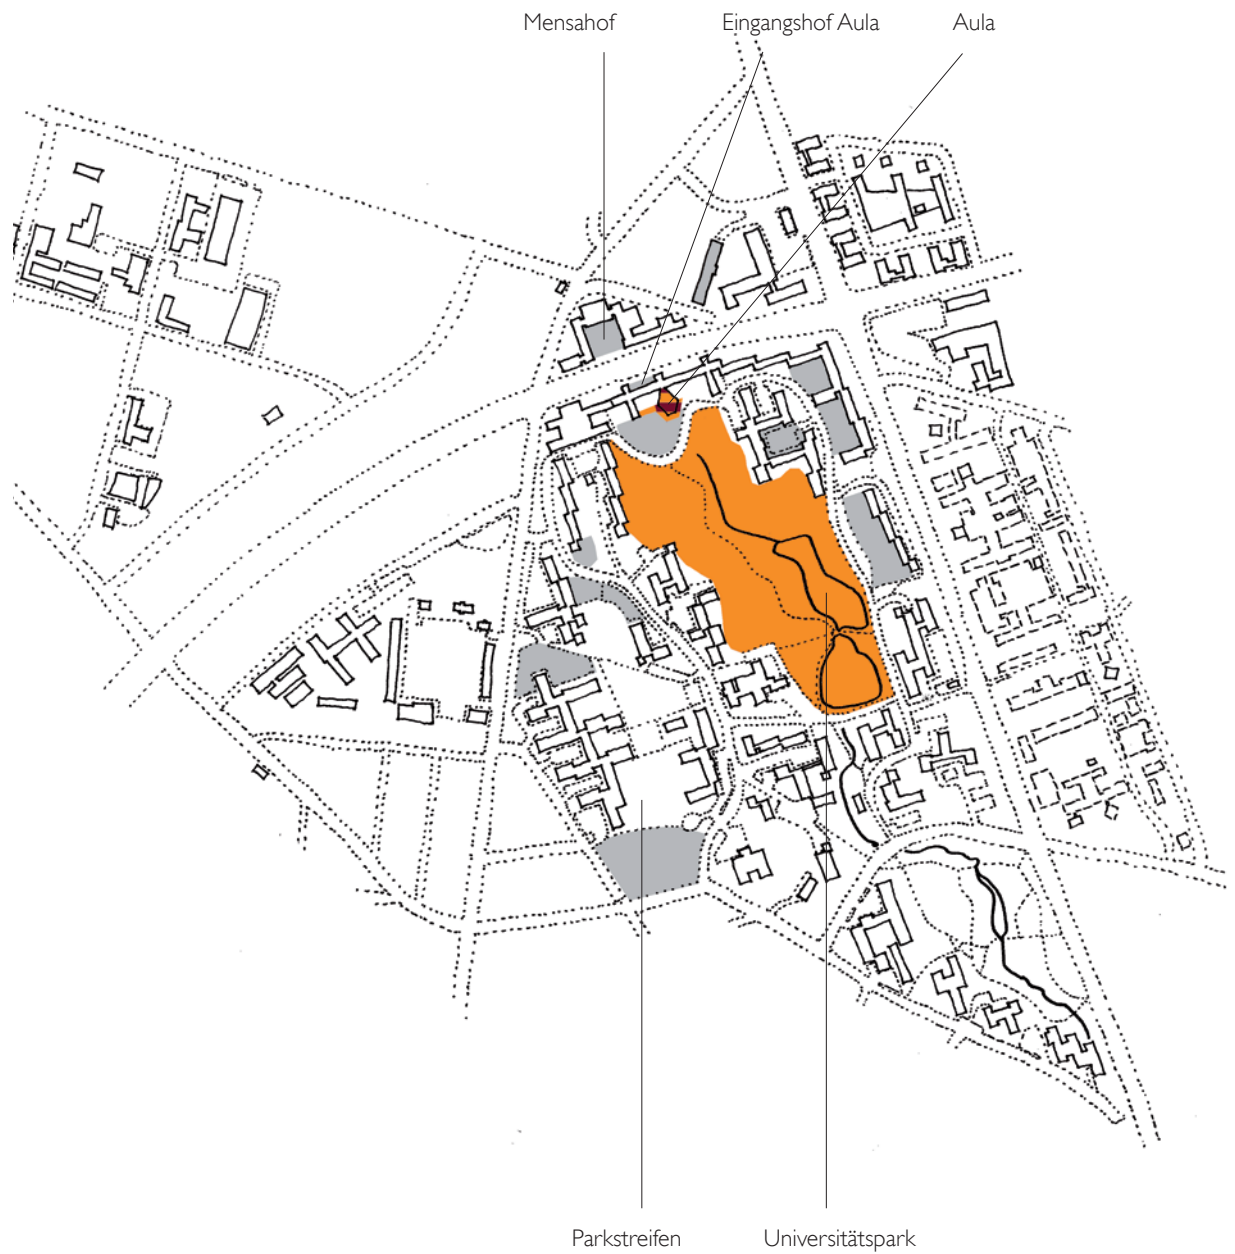 Mensahof
Eingangshof Aula
Aula
Parkstreifen
Universitätspark